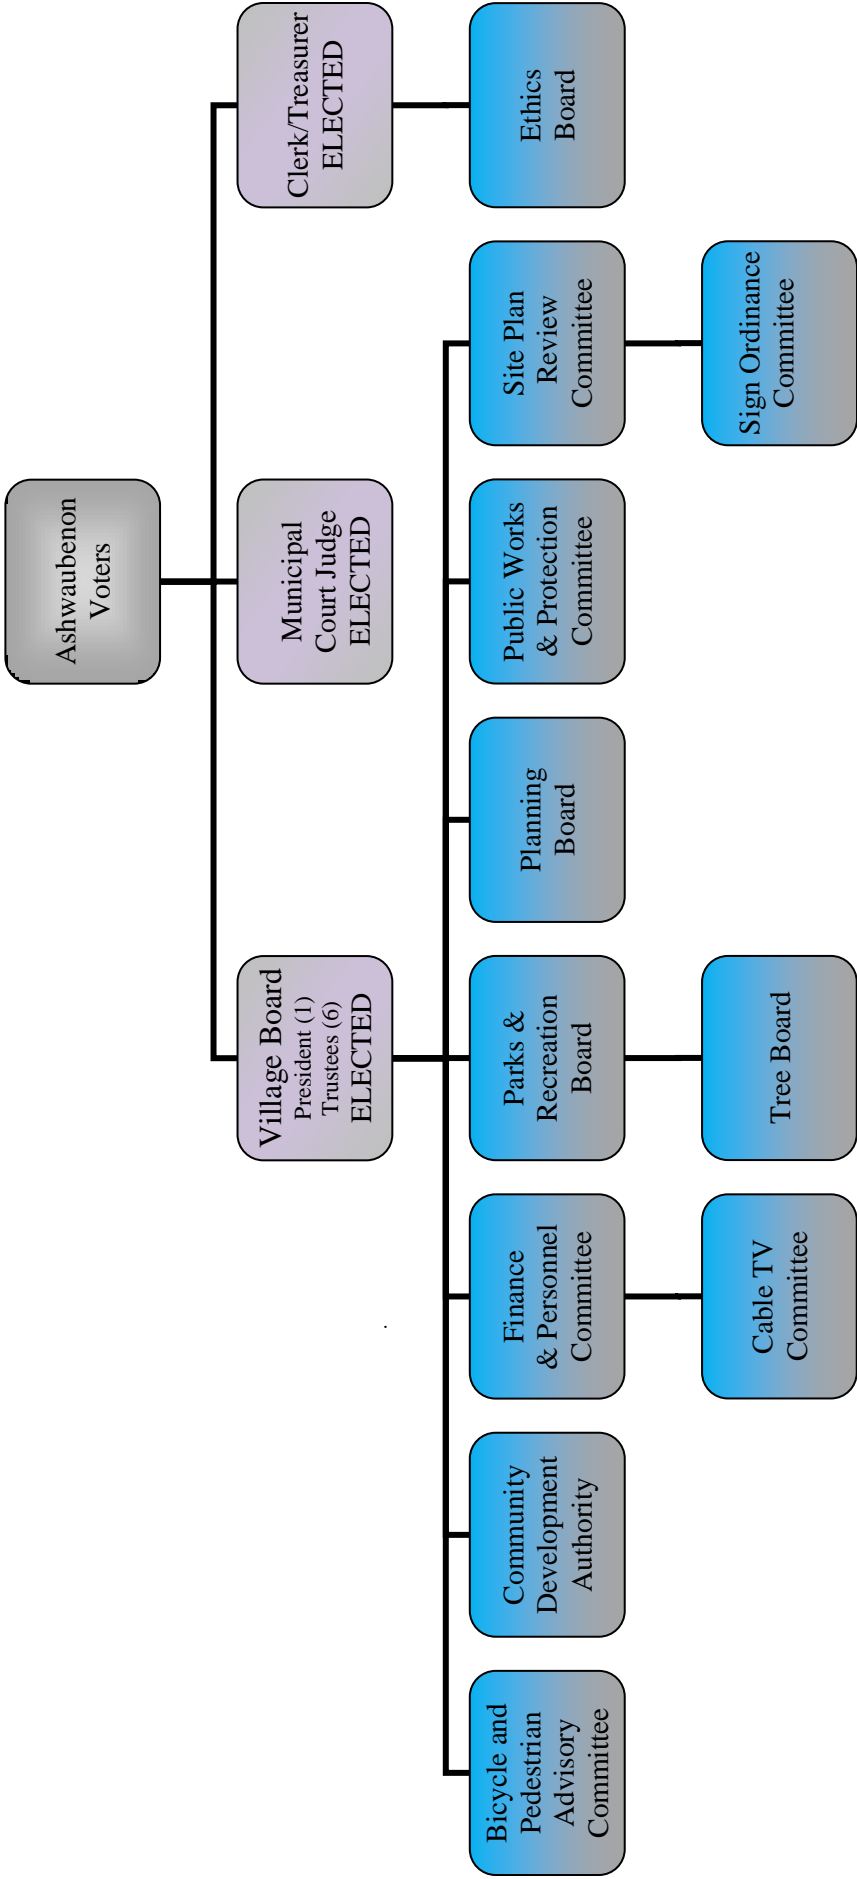 Ashwaubenon
Voters
Village Board
President (1)
Trustees (6)
ELECTED
Municipal
Court Judge
ELECTED
Clerk/Treasurer
ELECTED
Bicycle and
Pedestrian
Advisory
Committee
Community
Development
Authority
Finance
& Personnel
Committee
Parks &
Recreation
Board
Planning
Board
Public Works
& Protection
Committee
Site Plan
Review
Committee
Ethics
Board
Cable TV
Committee
Tree Board
Sign Ordinance
Committee